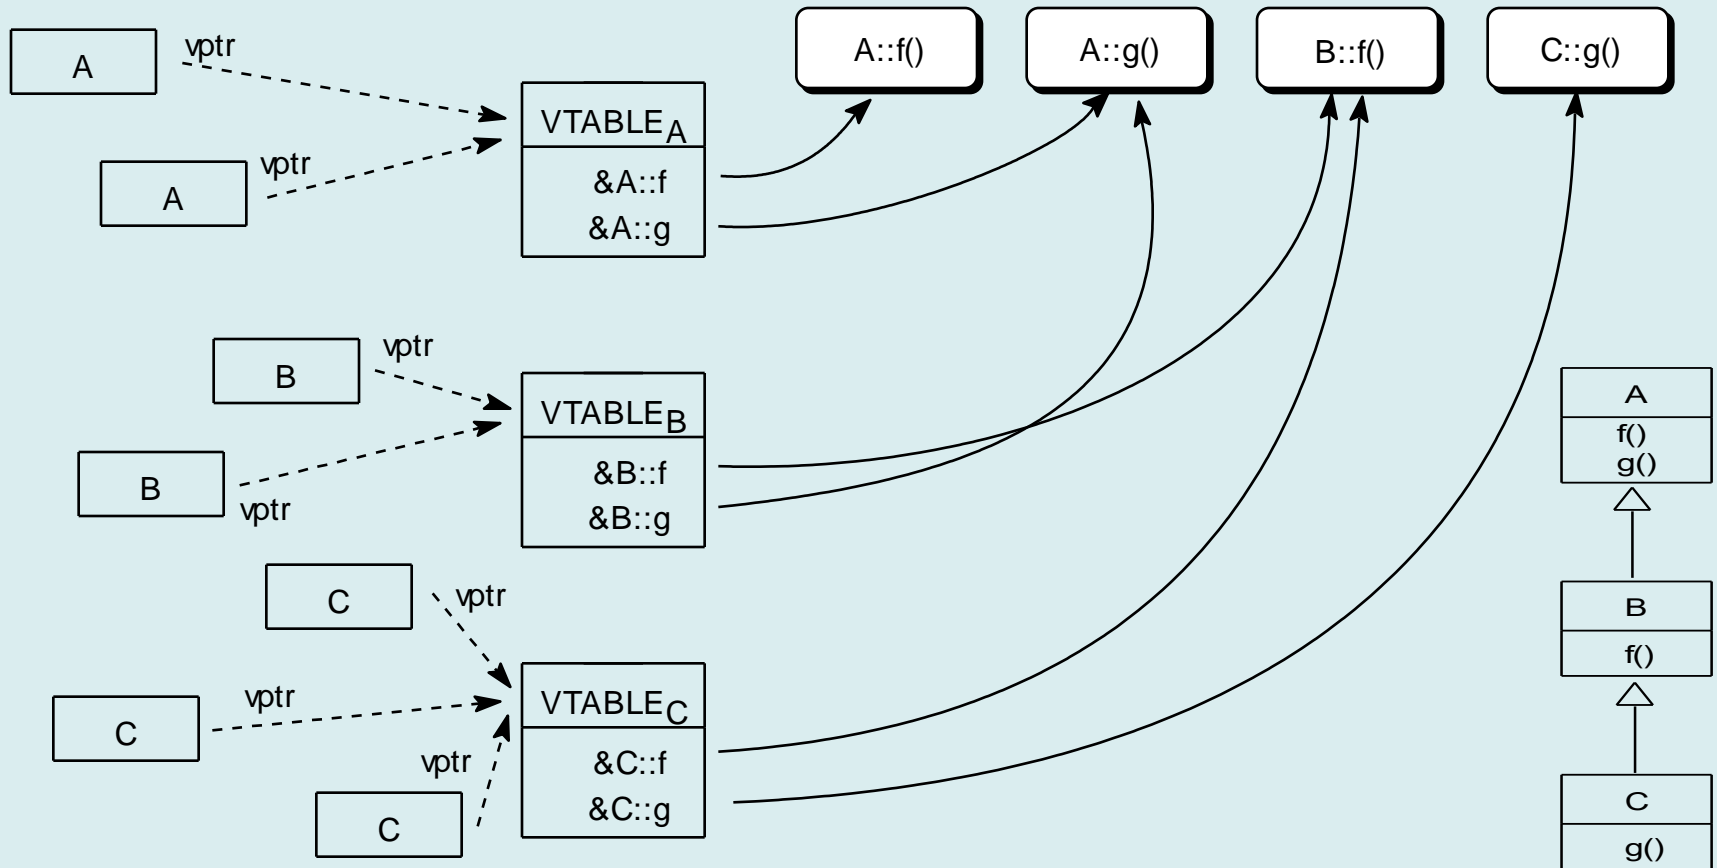 A
vptr
A
vptr
VTABLEA
&A::f
&A::g
A::f()
A::g()
B::f()
C::g()
B
vptr
B
vptr
VTABLEB
&B::f
&B::g
C
vptr
C
vptr
C
vptr
VTABLEC
&C::f
&C::g
A
f()
g()
B
f()
C
g()